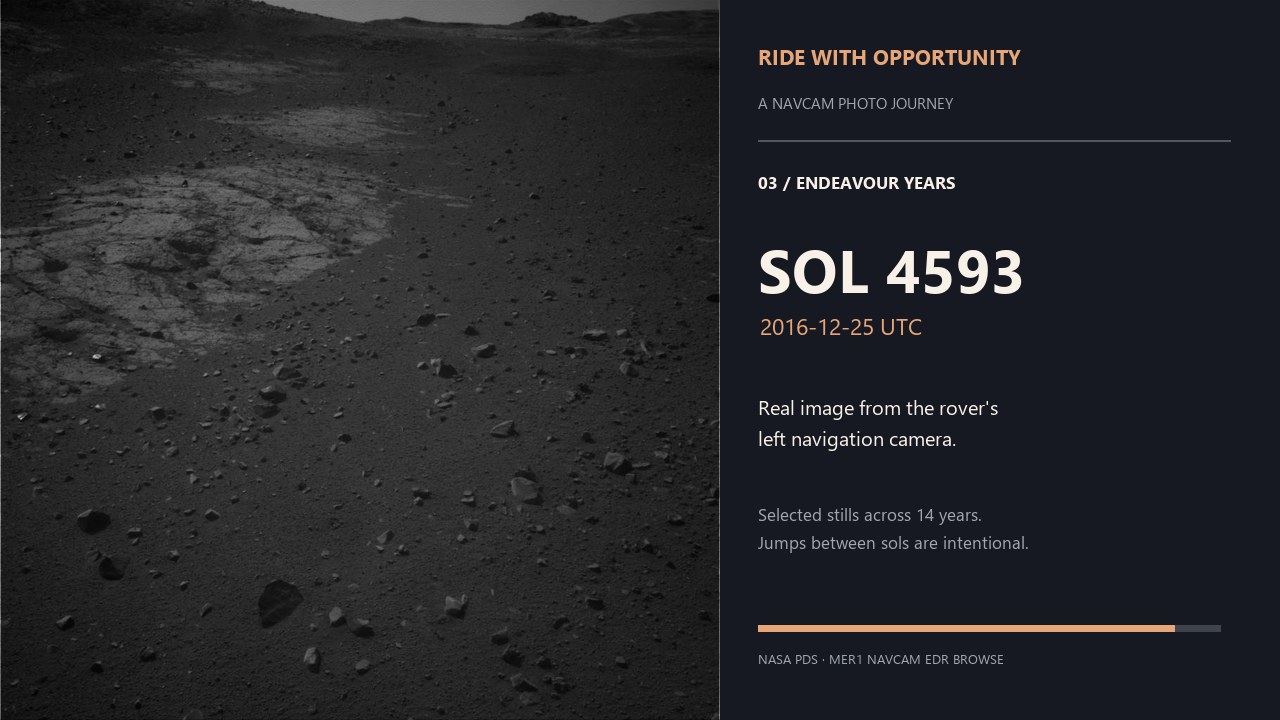 RIDE WITH OPPORTUNITY
A NAVCAM PHOTO JOURNEY
03 / ENDEAVOUR YEARS
SOL 4593
2016-12-25 UTC
Real image from the rover's
left navigation camera.
Selected stills across 14 years.
Jumps between sols are intentional.
NASA PDS · MER1 NAVCAM EDR BROWSE